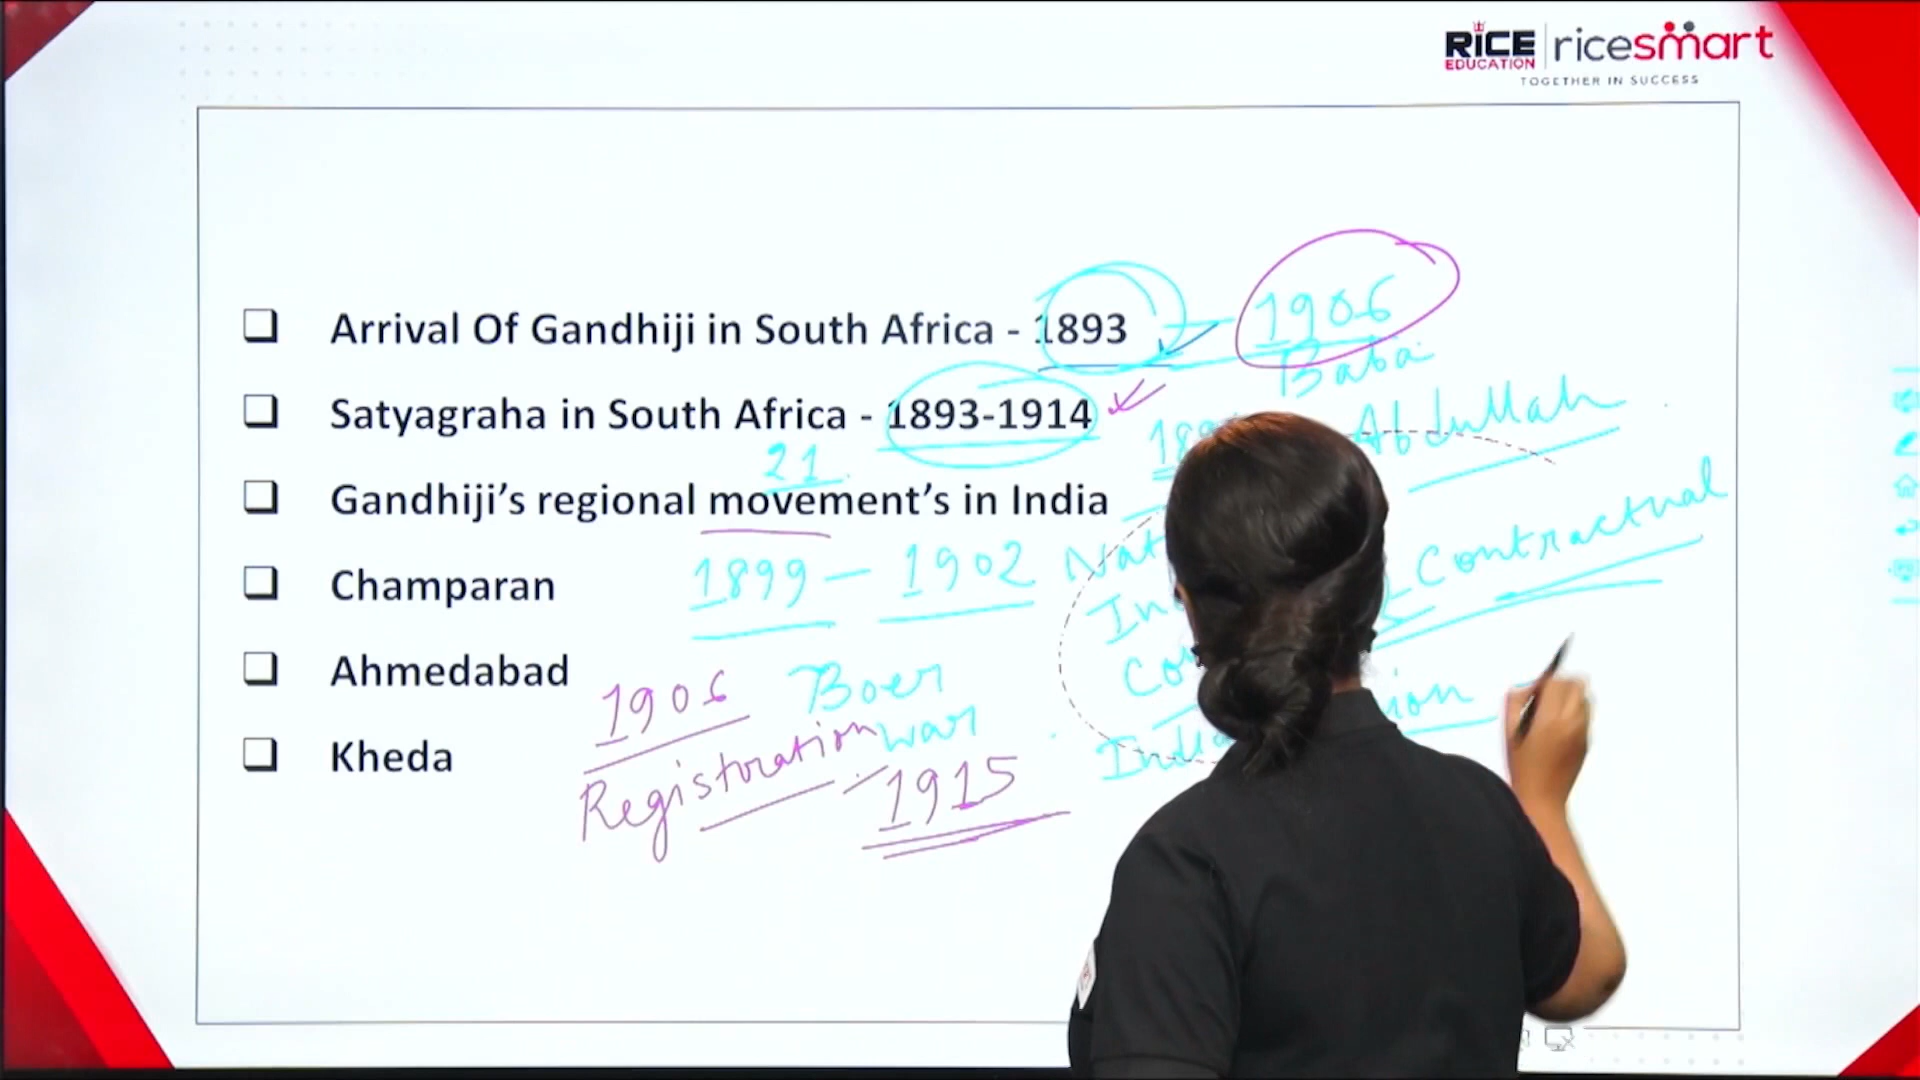 RICE EDUCATION ricesmart
TOGETHER IN SUCCESS
Arrival Of Gandhiji in South Africa - 1893
1906
Baba
Abdullah
Satyagraha in South Africa - 1893-1914
21
Gandhiji's regional movement's in India
Contractual
1899 - 1902
Champaran
Ahmedabad
1906
Boer
war
Registoration
1915
Kheda